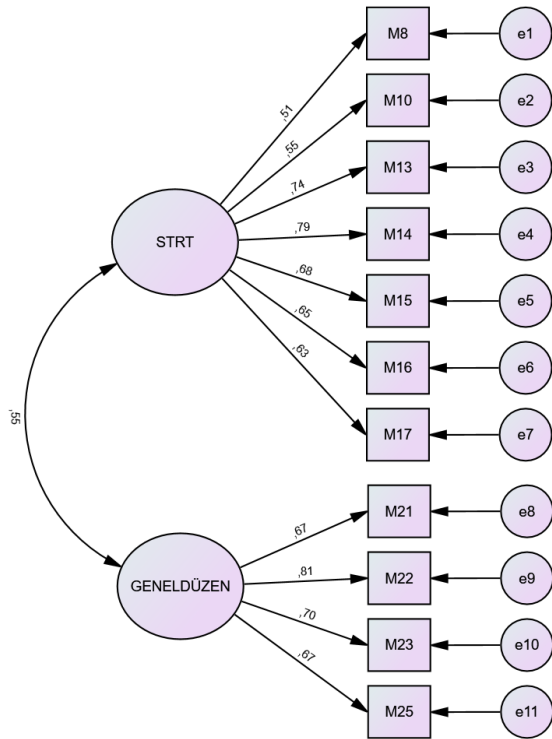 M8
e1
,51
M10
e2
,55
M13
e3
,74
STRT
,79
M14
e4
,68
M15
e5
,65
M16
e6
,63
M17
e7
,55
M21
e8
,67
GENELDÜZEN
,81
M22
e9
,70
M23
e10
,67
M25
e11